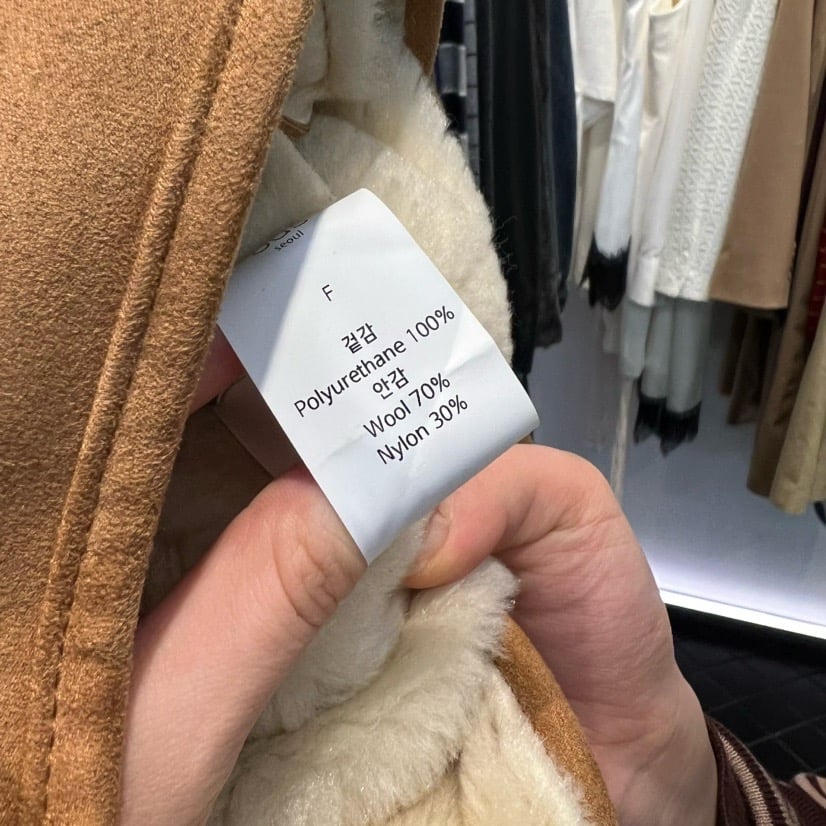 seoul
F
겉감
Polyurethane 100%
안감
Wool 70%
Nylon 30%